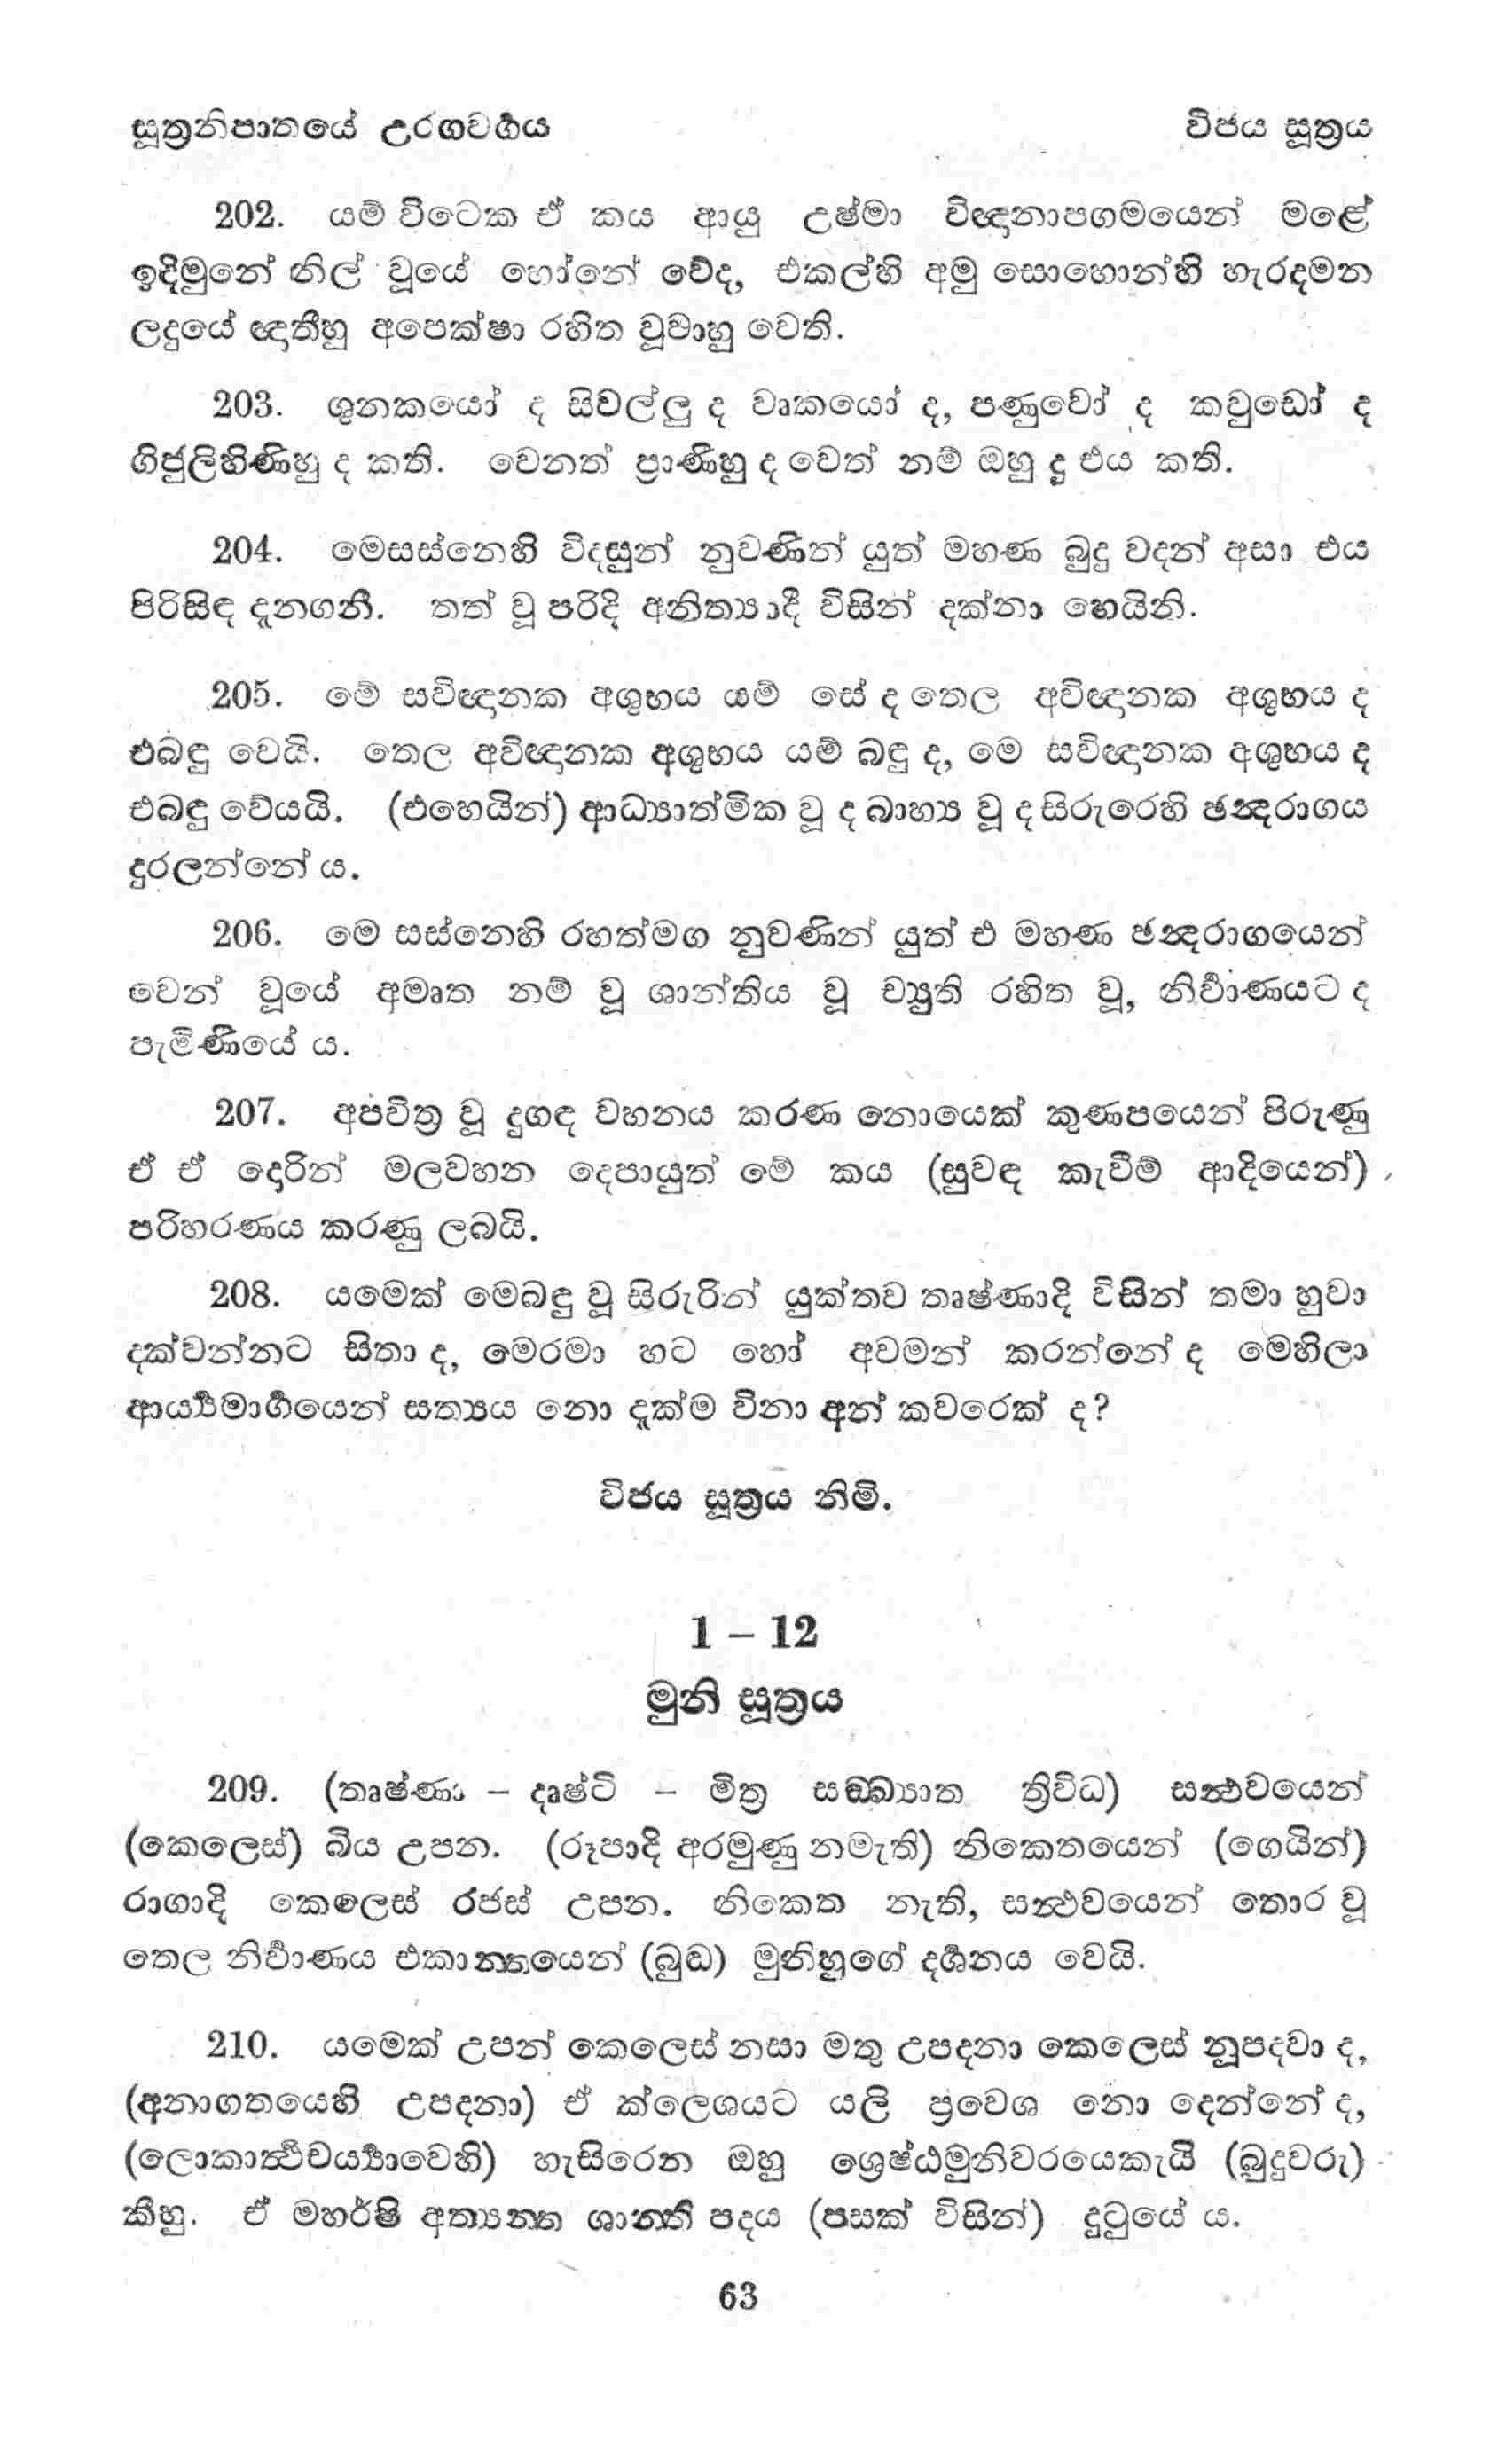 සූත්‍රනිපාතයේ උරගවර්‍ගය විජය සූත්‍රය
202. යම් විටෙක ඒ කය ආයු උෂ්මා විඥානාපගමයෙන් මළේ
ඉදිමුනේ නිල් වූයේ හෝනේ වේද, එකල්හි අමු සොහොන්හි හැරදමන
ලදුයේ ඥාතීහු අපෙක්ෂා රහිත වූවාහු වෙති.
203. ශුනකයෝ ද සිවල්ලු ද වෘකයෝ ද, පණුවෝ ද කවුඩෝ ද
ගිජුලිහිණිහු ද කති. වෙනත් ප්‍රාණිහු ද වෙත් නම් ඔහු ද එය කති.
204. මෙසස්නෙහි විදසුන් නුවණින් යුත් මහණ බුදු වදන් අසා එය
පිරිසිඳ දැනගනී. තත් වූ පරිදි අනිත්‍යාදී විසින් දක්නා හෙයිනි.
205. මේ සවිඥානක අශුභය යම් සේ ද තෙල අවිඥානක අශුභය ද
එබඳු වෙයි. තෙල අවිඥානක අශුභය යම් බඳු ද, මෙ සවිඥානක අශුභය ද
එබඳු වේයයි. (එහෙයින්) ආධ්‍යාත්මික වූ ද බාහ්‍ය වූ ද සිරුරෙහි ඡන්‍දරාගය
දුරලන්නේ ය.
206. මෙ සස්නෙහි රහත්මග නුවණින් යුත් එ මහණ ඡන්‍දරාගයෙන්
වෙන් වූයේ අමෘත නම් වූ ශාන්තිය වූ ච්‍යුති රහිත වූ, නිර්‍වාණයට ද
පැමිණියේ ය.
207. අපවිත්‍ර වූ දුගඳ වහනය කරණ නොයෙක් කුණපයෙන් පිරුණු
ඒ ඒ දෙරින් මලවහන දෙපායුත් මේ කය (සුවඳ කැවීම් ආදියෙන්)
පරිහරණය කරණු ලබයි.
208. යමෙක් මෙබඳු වූ සිරුරින් යුක්තව තෘෂ්ණාදි විසින් තමා හුවා
දක්වන්නට සිතා ද, මෙරමා හට හෝ අවමන් කරන්නේ ද මෙහිලා
ආර්‍ය්‍යමාර්‍ගයෙන් සත්‍යය නො දැක්ම විනා අන් කවරෙක් ද?
විජය සූත්‍රය නිමි.
1 – 12
මුනි සූත්‍රය
209. (තෘෂ්ණා – දෘෂ්ටි – මිත්‍ර සඞ්ඛ්‍යාත ත්‍රිවිධ) සන්‍ථවයෙන්
(කෙලෙස්) බිය උපන. (රූපාදි අරමුණු නමැති) නිකෙතයෙන් (ගෙයින්)
රාගාදි කෙලෙස් රජස් උපන. නිකෙත නැති, සන්‍ථවයෙන් තොර වූ
තෙල නිර්‍වාණය එකාන්‍තයෙන් (බුද්‍ධ) මුනිහුගේ දර්‍ශනය වෙයි.
210. යමෙක් උපන් කෙලෙස් නසා මතු උපදනා කෙලෙස් නූපදවා ද,
(අනාගතයෙහි උපදනා) ඒ ක්ලෙශයට යලි ප්‍රවෙශ නො දෙන්නේ ද,
(ලොකාර්‍ත්‍ථචර්‍ය්‍යාවෙහි) හැසිරෙන ඔහු ශ්‍රෙෂ්ඨමුනිවරයෙකැයි (බුදුවරු)
කීහු. ඒ මහර්ෂි අත්‍යන්‍ත ශාන්‍ති පදය (පසක් විසින්) දුටුයේ ය.
63